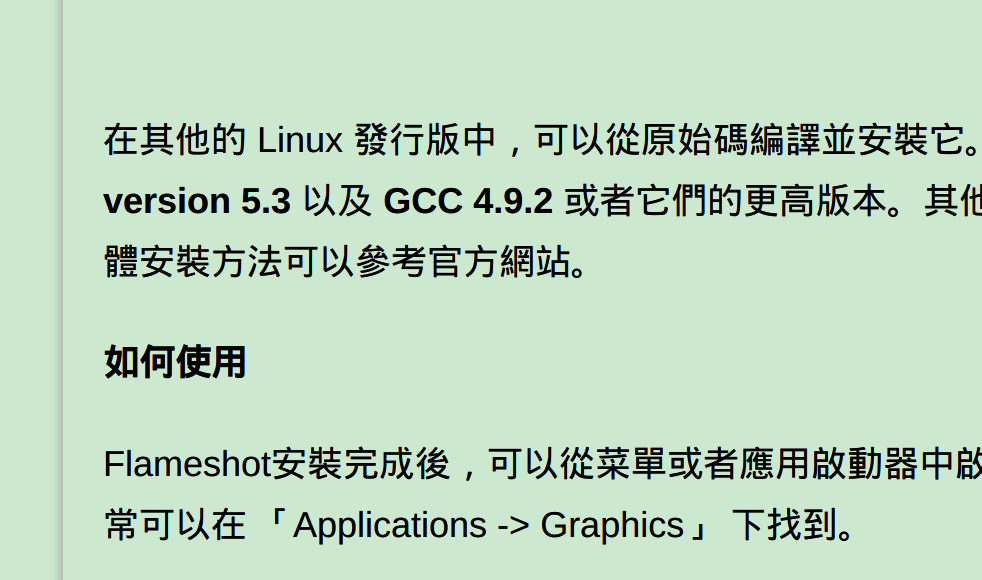 在其他的 Linux 發行版中，可以從原始碼編譯並安裝它。
version 5.3 以及 GCC 4.9.2 或者它們的更高版本。其他
體安裝方法可以參考官方網站。
如何使用
Flameshot安裝完成後，可以從菜單或者應用啟動器中啟
常可以在 「Applications -> Graphics」 下找到。